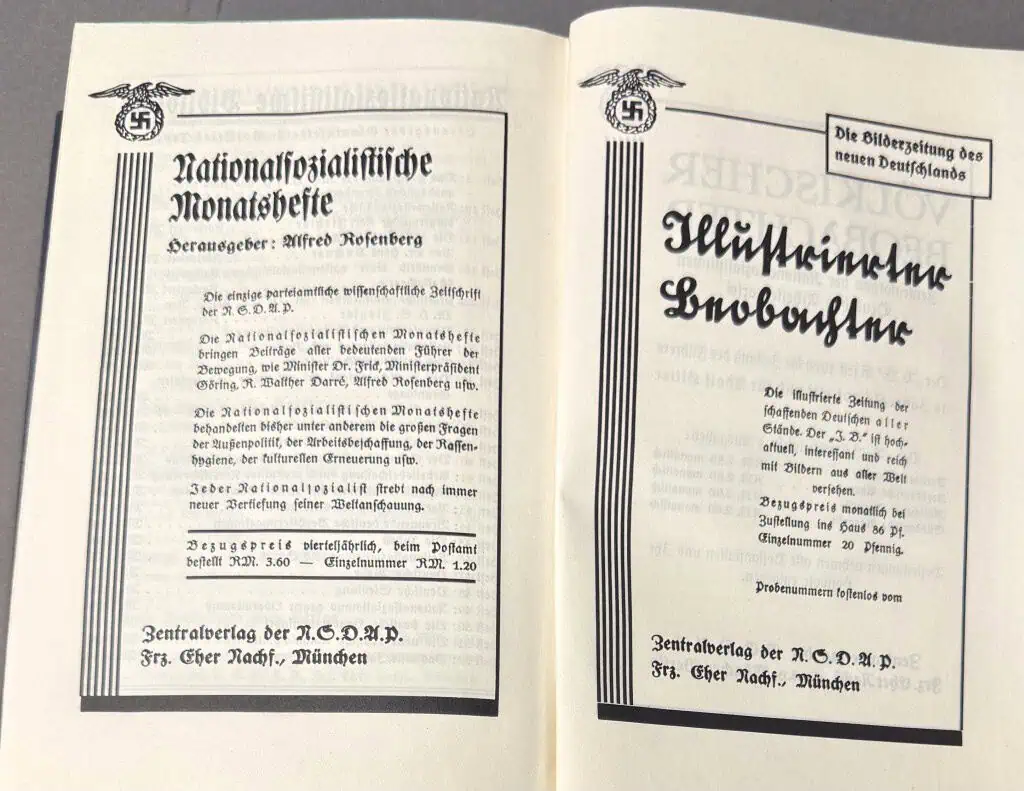 Nationalsozialistische
Monatshefte
Herausgeber: Alfred Rosenberg
Die einzige parteiamtliche wissenschaftliche Zeitschrift
der N.S.D.A.P.
Die Nationalsozialistischen Monatshefte
bringen Beiträge aller bedeutenden Führer der
Bewegung, wie Minister Dr. Frick, Ministerpräsident
Göring, R. Walther Darré, Alfred Rosenberg usw.
Die Nationalsozialistischen Monatshefte
behandelten bisher unter anderem die großen Fragen
der Außenpolitik, der Arbeitsbeschaffung, der Rassen-
hygiene, der kulturellen Erneuerung usw.
Jeder Nationalsozialist strebt nach immer
neuer Vertiefung seiner Weltanschauung.
Bezugspreis vierteljährlich, beim Postamt
bestellt RM. 3.60 — Einzelnummer RM. 1.20
Zentralverlag der N.S.D.A.P.
Frz. Eher Nachf., München
Die Bilderzeitung des
neuen Deutschlands
Illustrierter
Beobachter
Die illustrierte Zeitung der
schaffenden Deutschen aller
Stände. Der „J. B.“ ist hoch-
aktuell, interessant und reich
mit Bildern aus aller Welt
versehen.
Bezugspreis monatlich bei
Zustellung ins Haus 86 Pf.
Einzelnummer 20 Pfennig.
Probenummern kostenlos vom
Zentralverlag der N.S.D.A.P.
Frz. Eher Nachf., München